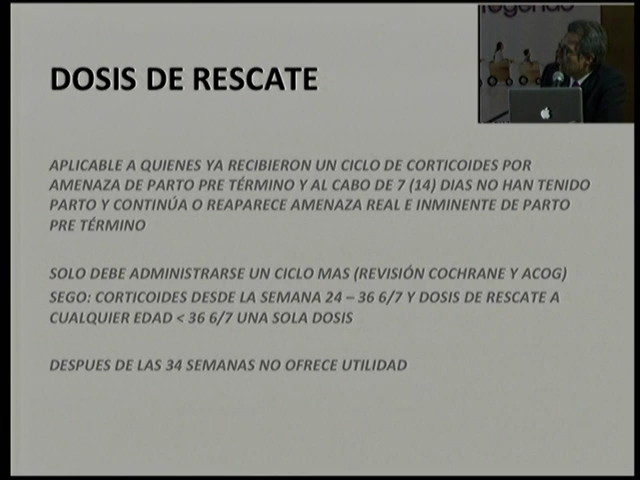 DOSIS DE RESCATE
APLICABLE A QUIENES YA RECIBIERON UN CICLO DE CORTICOIDES POR
AMENAZA DE PARTO PRE TÉRMINO Y AL CABO DE 7 (14) DIAS NO HAN TENIDO
PARTO Y CONTINÚA O REAPARECE AMENAZA REAL E INMINENTE DE PARTO
PRE TÉRMINO
SOLO DEBE ADMINISTRARSE UN CICLO MAS (REVISIÓN COCHRANE Y ACOG)
SEGO: CORTICOIDES DESDE LA SEMANA 24 – 36 6/7 Y DOSIS DE RESCATE A
CUALQUIER EDAD < 36 6/7 UNA SOLA DOSIS
DESPUES DE LAS 34 SEMANAS NO OFRECE UTILIDAD